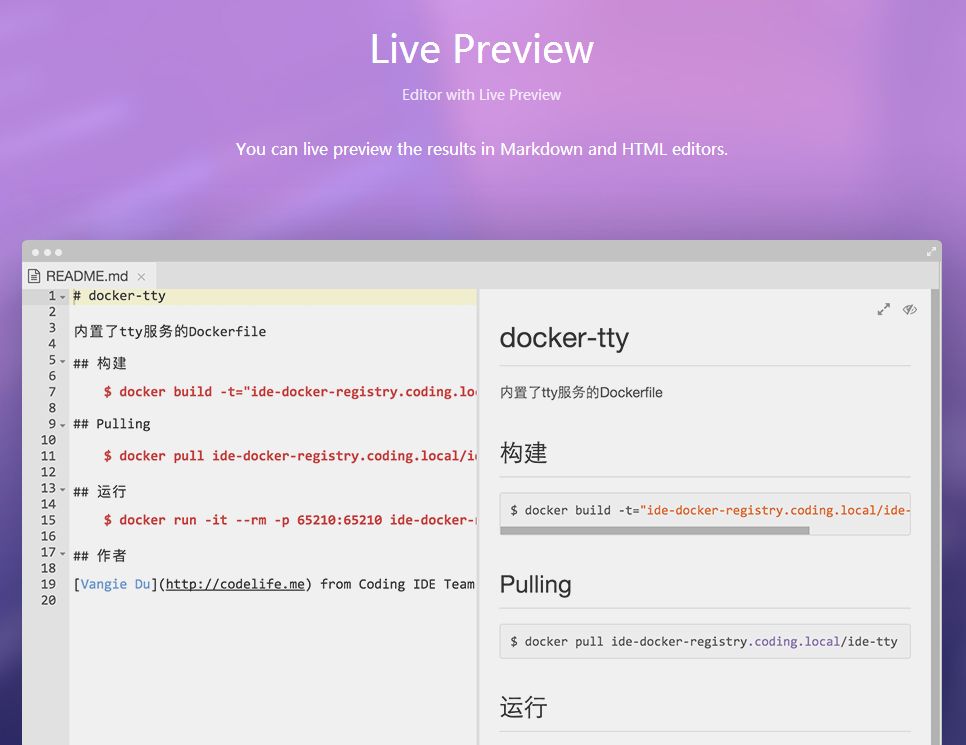 Live Preview
Editor with Live Preview
You can live preview the results in Markdown and HTML editors.
README.md ×
1 # docker-tty
2
3 内置了tty服务的Dockerfile
4
5 ## 构建
6
7 $ docker build -t="ide-docker-registry.coding.lo
8
9 ## Pulling
10
11 $ docker pull ide-docker-registry.coding.local/i
12
13 ## 运行
14
15 $ docker run -it --rm -p 65210:65210 ide-docker-
16
17 ## 作者
18
19 [Vangie Du](http://codelife.me) from Coding IDE Team
20
docker-tty
内置了tty服务的Dockerfile
构建
$ docker build -t="ide-docker-registry.coding.local/ide-
Pulling
$ docker pull ide-docker-registry.coding.local/ide-tty
运行